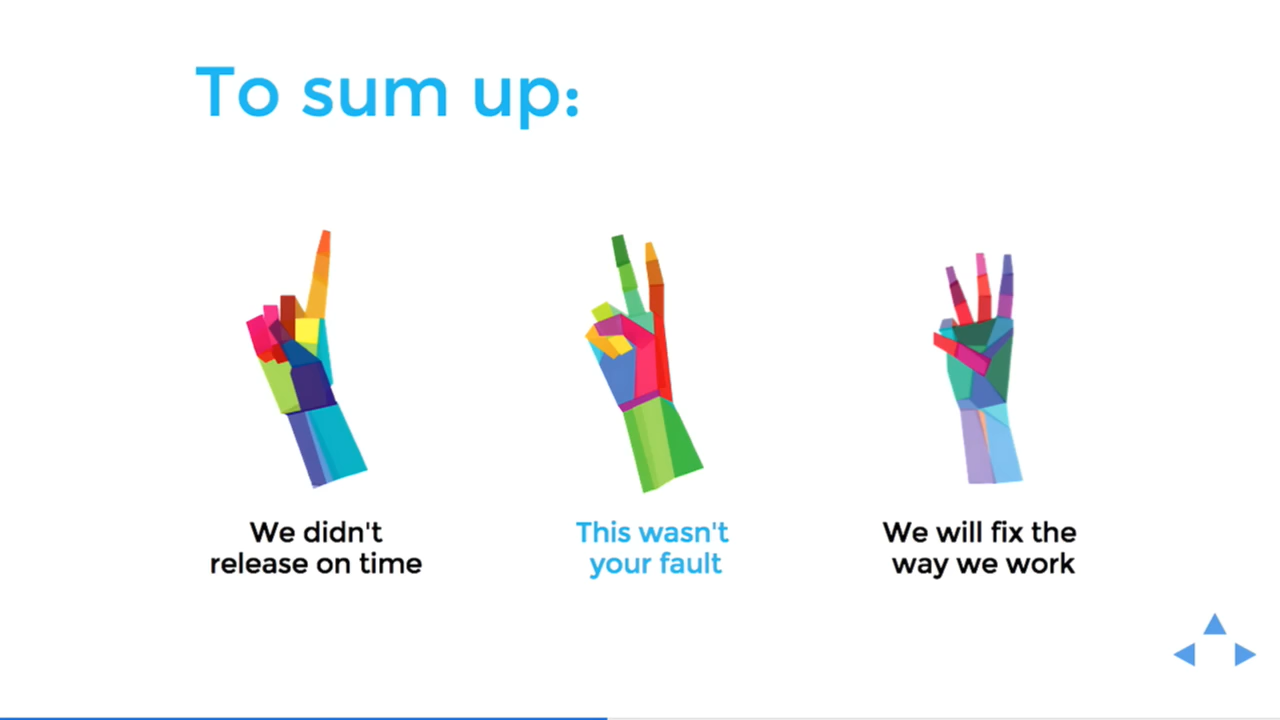 To sum up:
We didn't
release on time
This wasn't
your fault
We will fix the
way we work